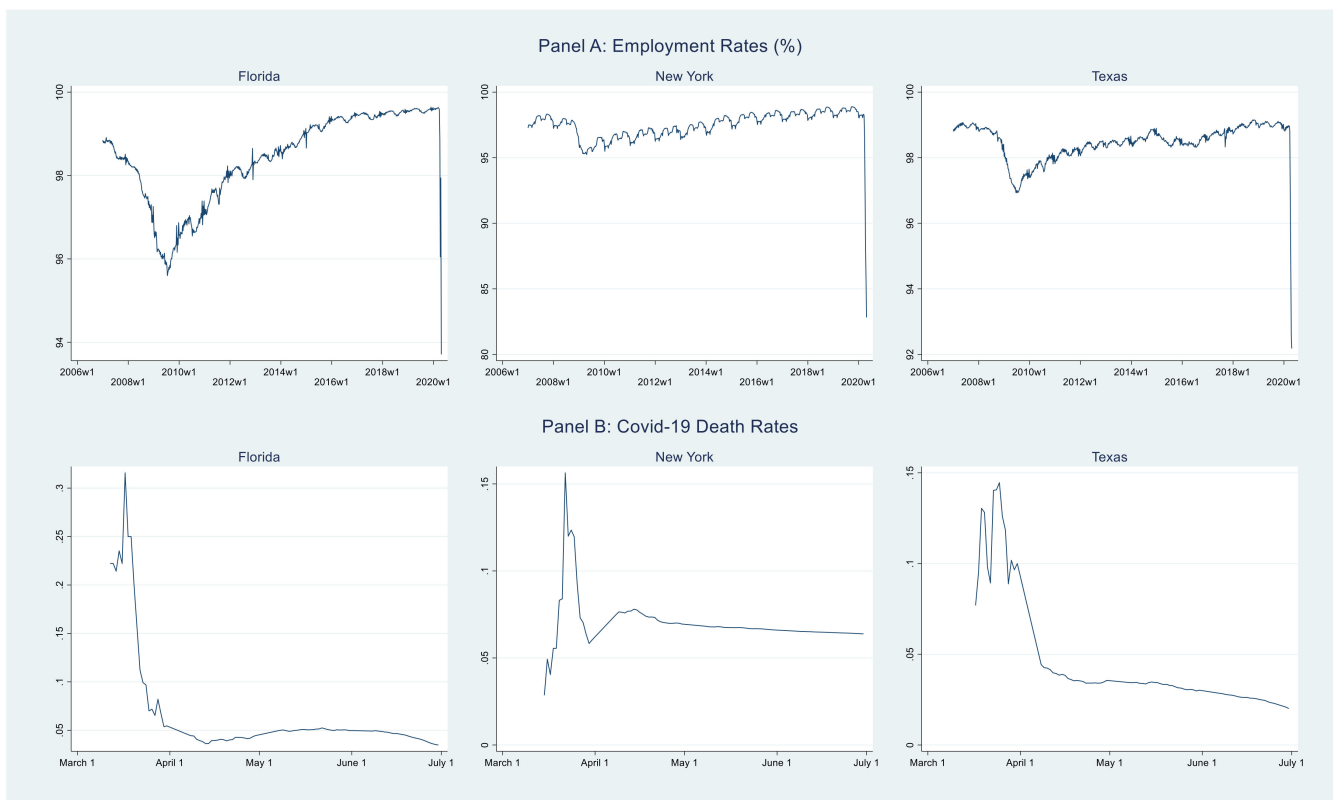 Panel A: Employment Rates (%)
Florida
New York
Texas
100
98
96
94
2006w1
2008w1
2010w1
2012w1
2014w1
2016w1
2018w1
2020w1
100
95
90
85
80
2006w1
2008w1
2010w1
2012w1
2014w1
2016w1
2018w1
2020w1
100
98
96
94
92
2006w1
2008w1
2010w1
2012w1
2014w1
2016w1
2018w1
2020w1
Panel B: Covid-19 Death Rates
Florida
New York
Texas
.3
.25
.2
.15
.1
.05
March 1
April 1
May 1
June 1
July 1
.15
.1
.05
0
March 1
April 1
May 1
June 1
July 1
.15
.1
.05
0
March 1
April 1
May 1
June 1
July 1